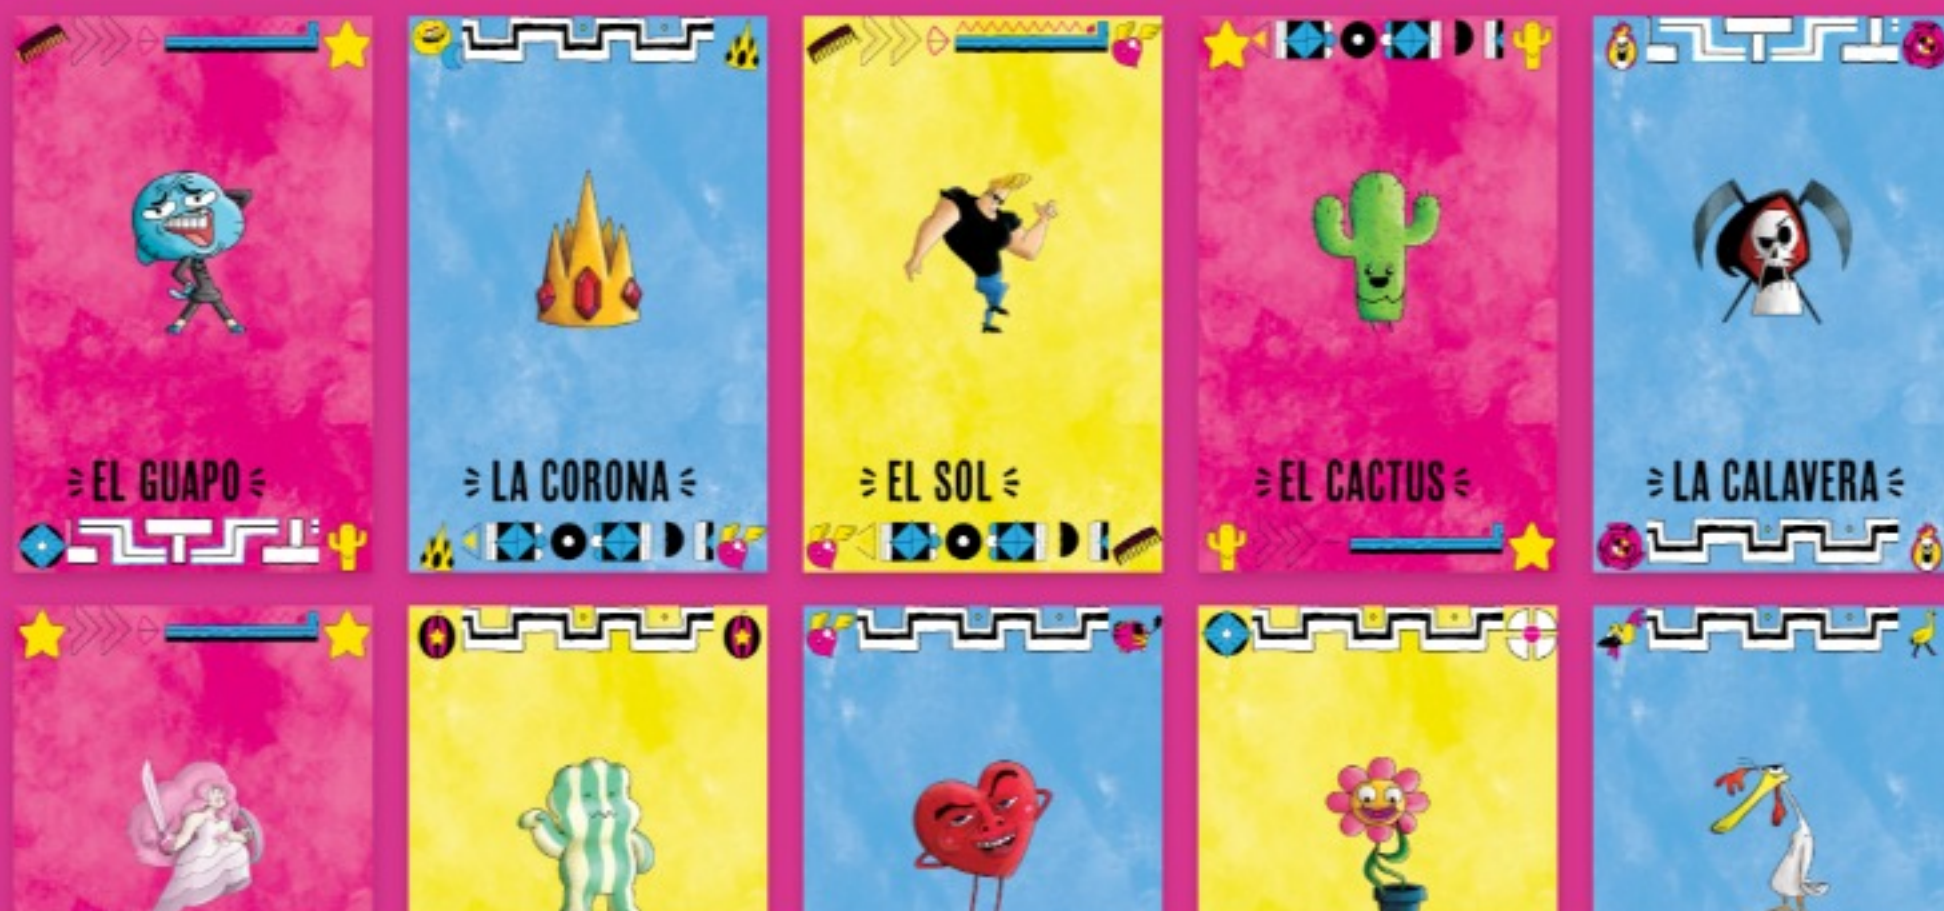 EL GUAPO
LA CORONA
EL SOL
EL CACTUS
LA CALAVERA